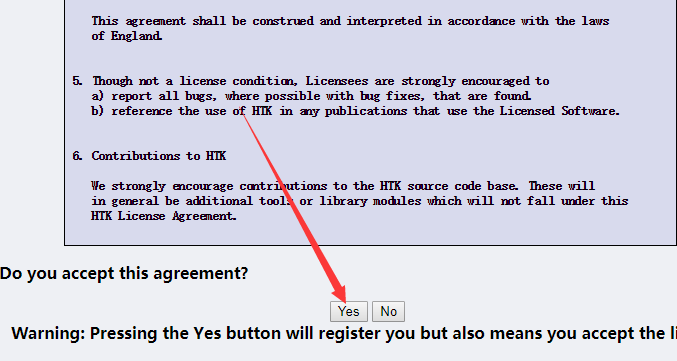 This agreement shall be construed and interpreted in accordance with the laws
of England.
5. Though not a license condition, Licensees are strongly encouraged to
a) report all bugs, where possible with bug fixes, that are found.
b) reference the use of HTK in any publications that use the Licensed Software.
6. Contributions to HTK
We strongly encourage contributions to the HTK source code base. These will
in general be additional tools or library modules which will not fall under this
HTK License Agreement.
Do you accept this agreement?
Yes No
Warning: Pressing the Yes button will register you but also means you accept the li